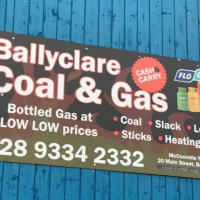 Ballyclare
CASH
CARRY
FLO
Coal & Gas
Bottled Gas at
LOW LOW prices
• Coal • Slack
• Sticks • Heating
28 9334 2332
McConnells
20 Main Street,